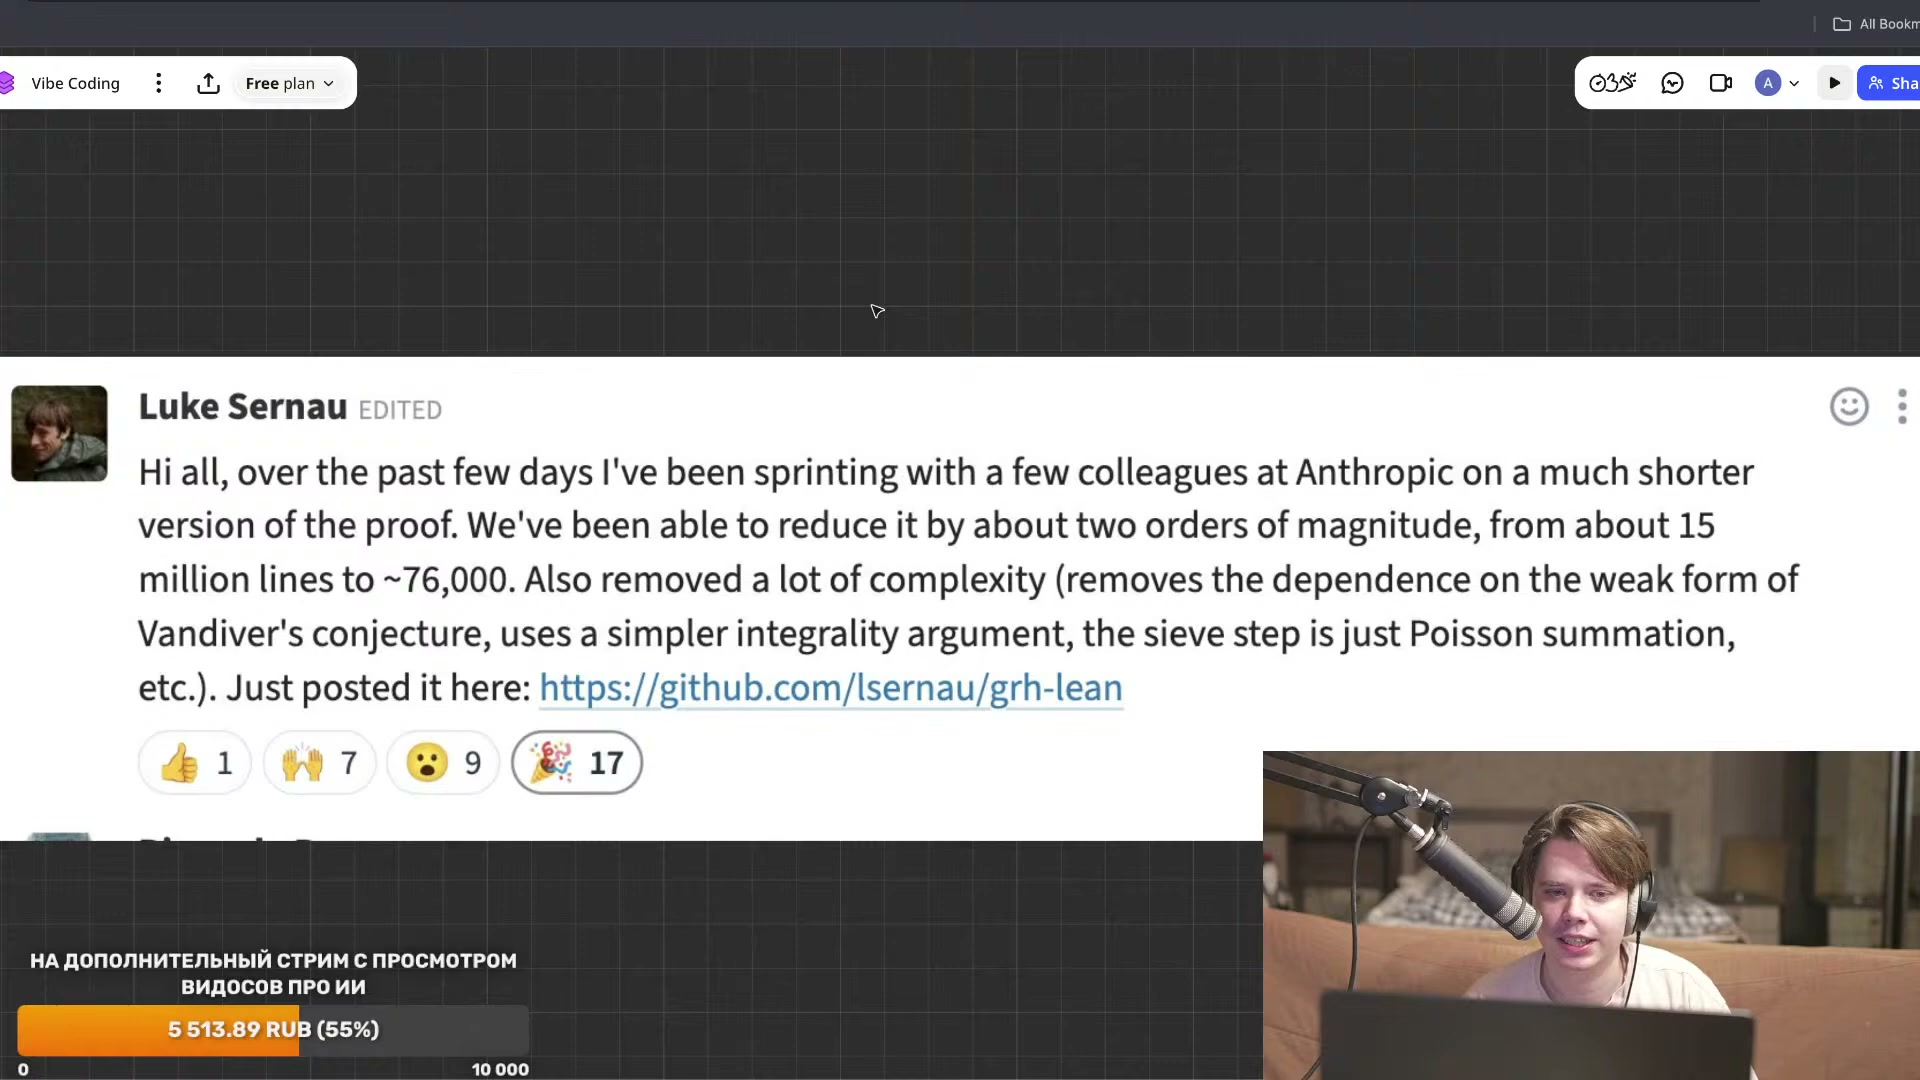 All Bookm
Vibe Coding
Free plan
A
Sha
Luke Sernau EDITED
Hi all, over the past few days I've been sprinting with a few colleagues at Anthropic on a much shorter
version of the proof. We've been able to reduce it by about two orders of magnitude, from about 15
million lines to ~76,000. Also removed a lot of complexity (removes the dependence on the weak form of
Vandiver's conjecture, uses a simpler integrality argument, the sieve step is just Poisson summation,
etc.). Just posted it here: https://github.com/lsernau/grh-lean
👍 1 🙌 7 😮 9 🎉 17
НА ДОПОЛНИТЕЛЬНЫЙ СТРИМ С ПРОСМОТРОМ
ВИДОСОВ ПРО ИИ
5 513.89 RUB (55%)
0 10 000